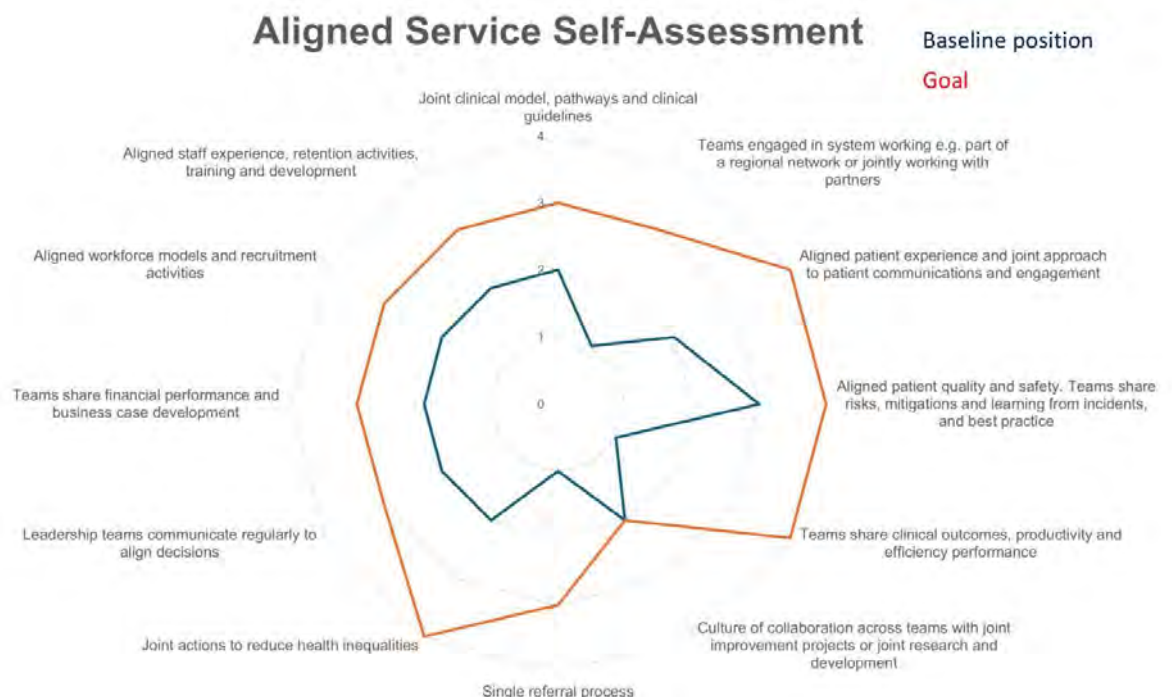 Aligned Service Self-Assessment
Baseline position
Goal
Joint clinical model, pathways and clinical
guidelines
4
3
2
1
0
Teams engaged in system working e.g. part of
a regional network or jointly working with
partners
Aligned patient experience and joint approach
to patient communications and engagement
Aligned patient quality and safety. Teams share
risks, mitigations and learning from incidents,
and best practice
Teams share clinical outcomes, productivity and
efficiency performance
Culture of collaboration across teams with joint
improvement projects or joint research and
development
Single referral process
Joint actions to reduce health inequalities
Leadership teams communicate regularly to
align decisions
Teams share financial performance and
business case development
Aligned workforce models and recruitment
activities
Aligned staff experience, retention activities,
training and development